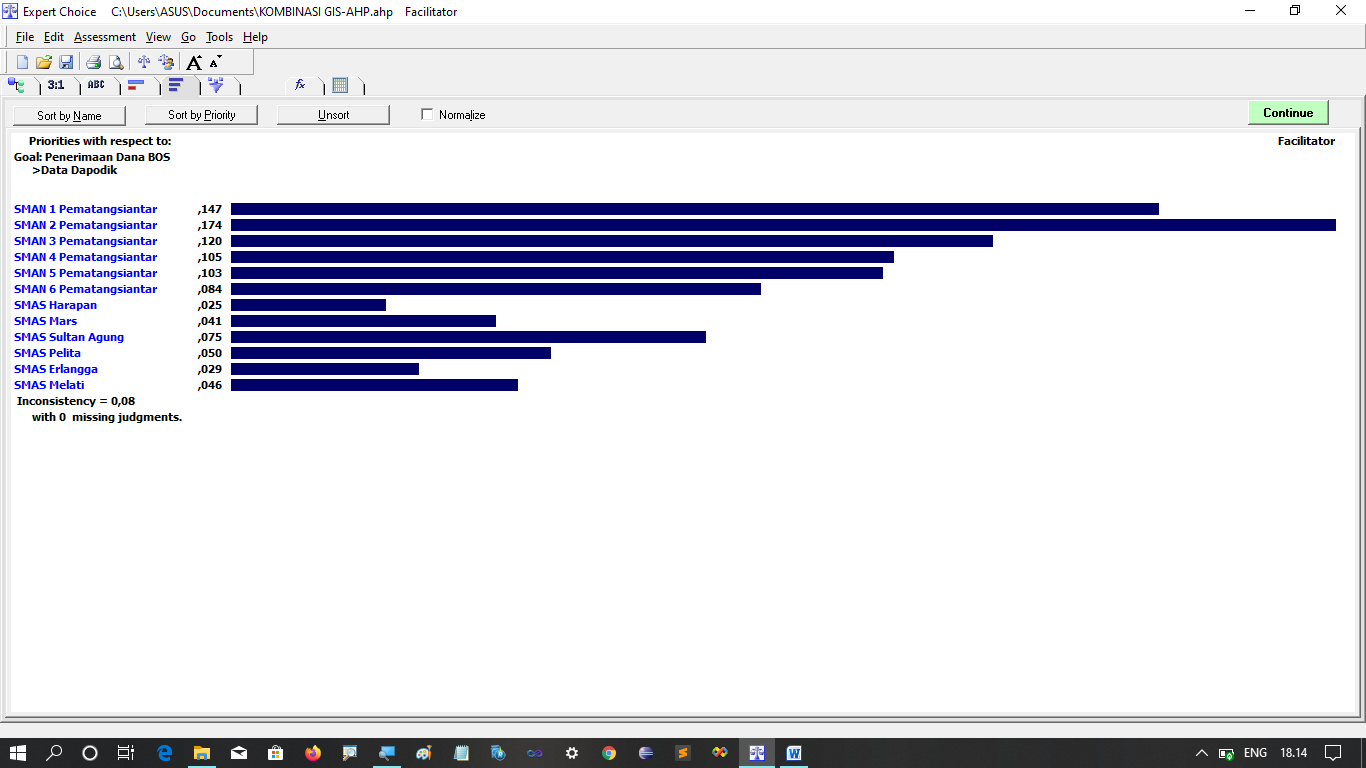 Expert Choice C:\Users\ASUS\Documents\KOMBINASI GIS-AHP.ahp Facilitator
File Edit Assessment View Go Tools Help
A A
3:1 ABC fx
Sort by Name Sort by Priority Unsort Normalize Continue
Priorities with respect to: Facilitator
Goal: Penerimaan Dana BOS
>Data Dapodik
SMAN 1 Pematangsiantar ,147
SMAN 2 Pematangsiantar ,174
SMAN 3 Pematangsiantar ,120
SMAN 4 Pematangsiantar ,105
SMAN 5 Pematangsiantar ,103
SMAN 6 Pematangsiantar ,084
SMAS Harapan ,025
SMAS Mars ,041
SMAS Sultan Agung ,075
SMAS Pelita ,050
SMAS Erlangga ,029
SMAS Melati ,046
Inconsistency = 0,08
with 0 missing judgments.
ENG 18.14